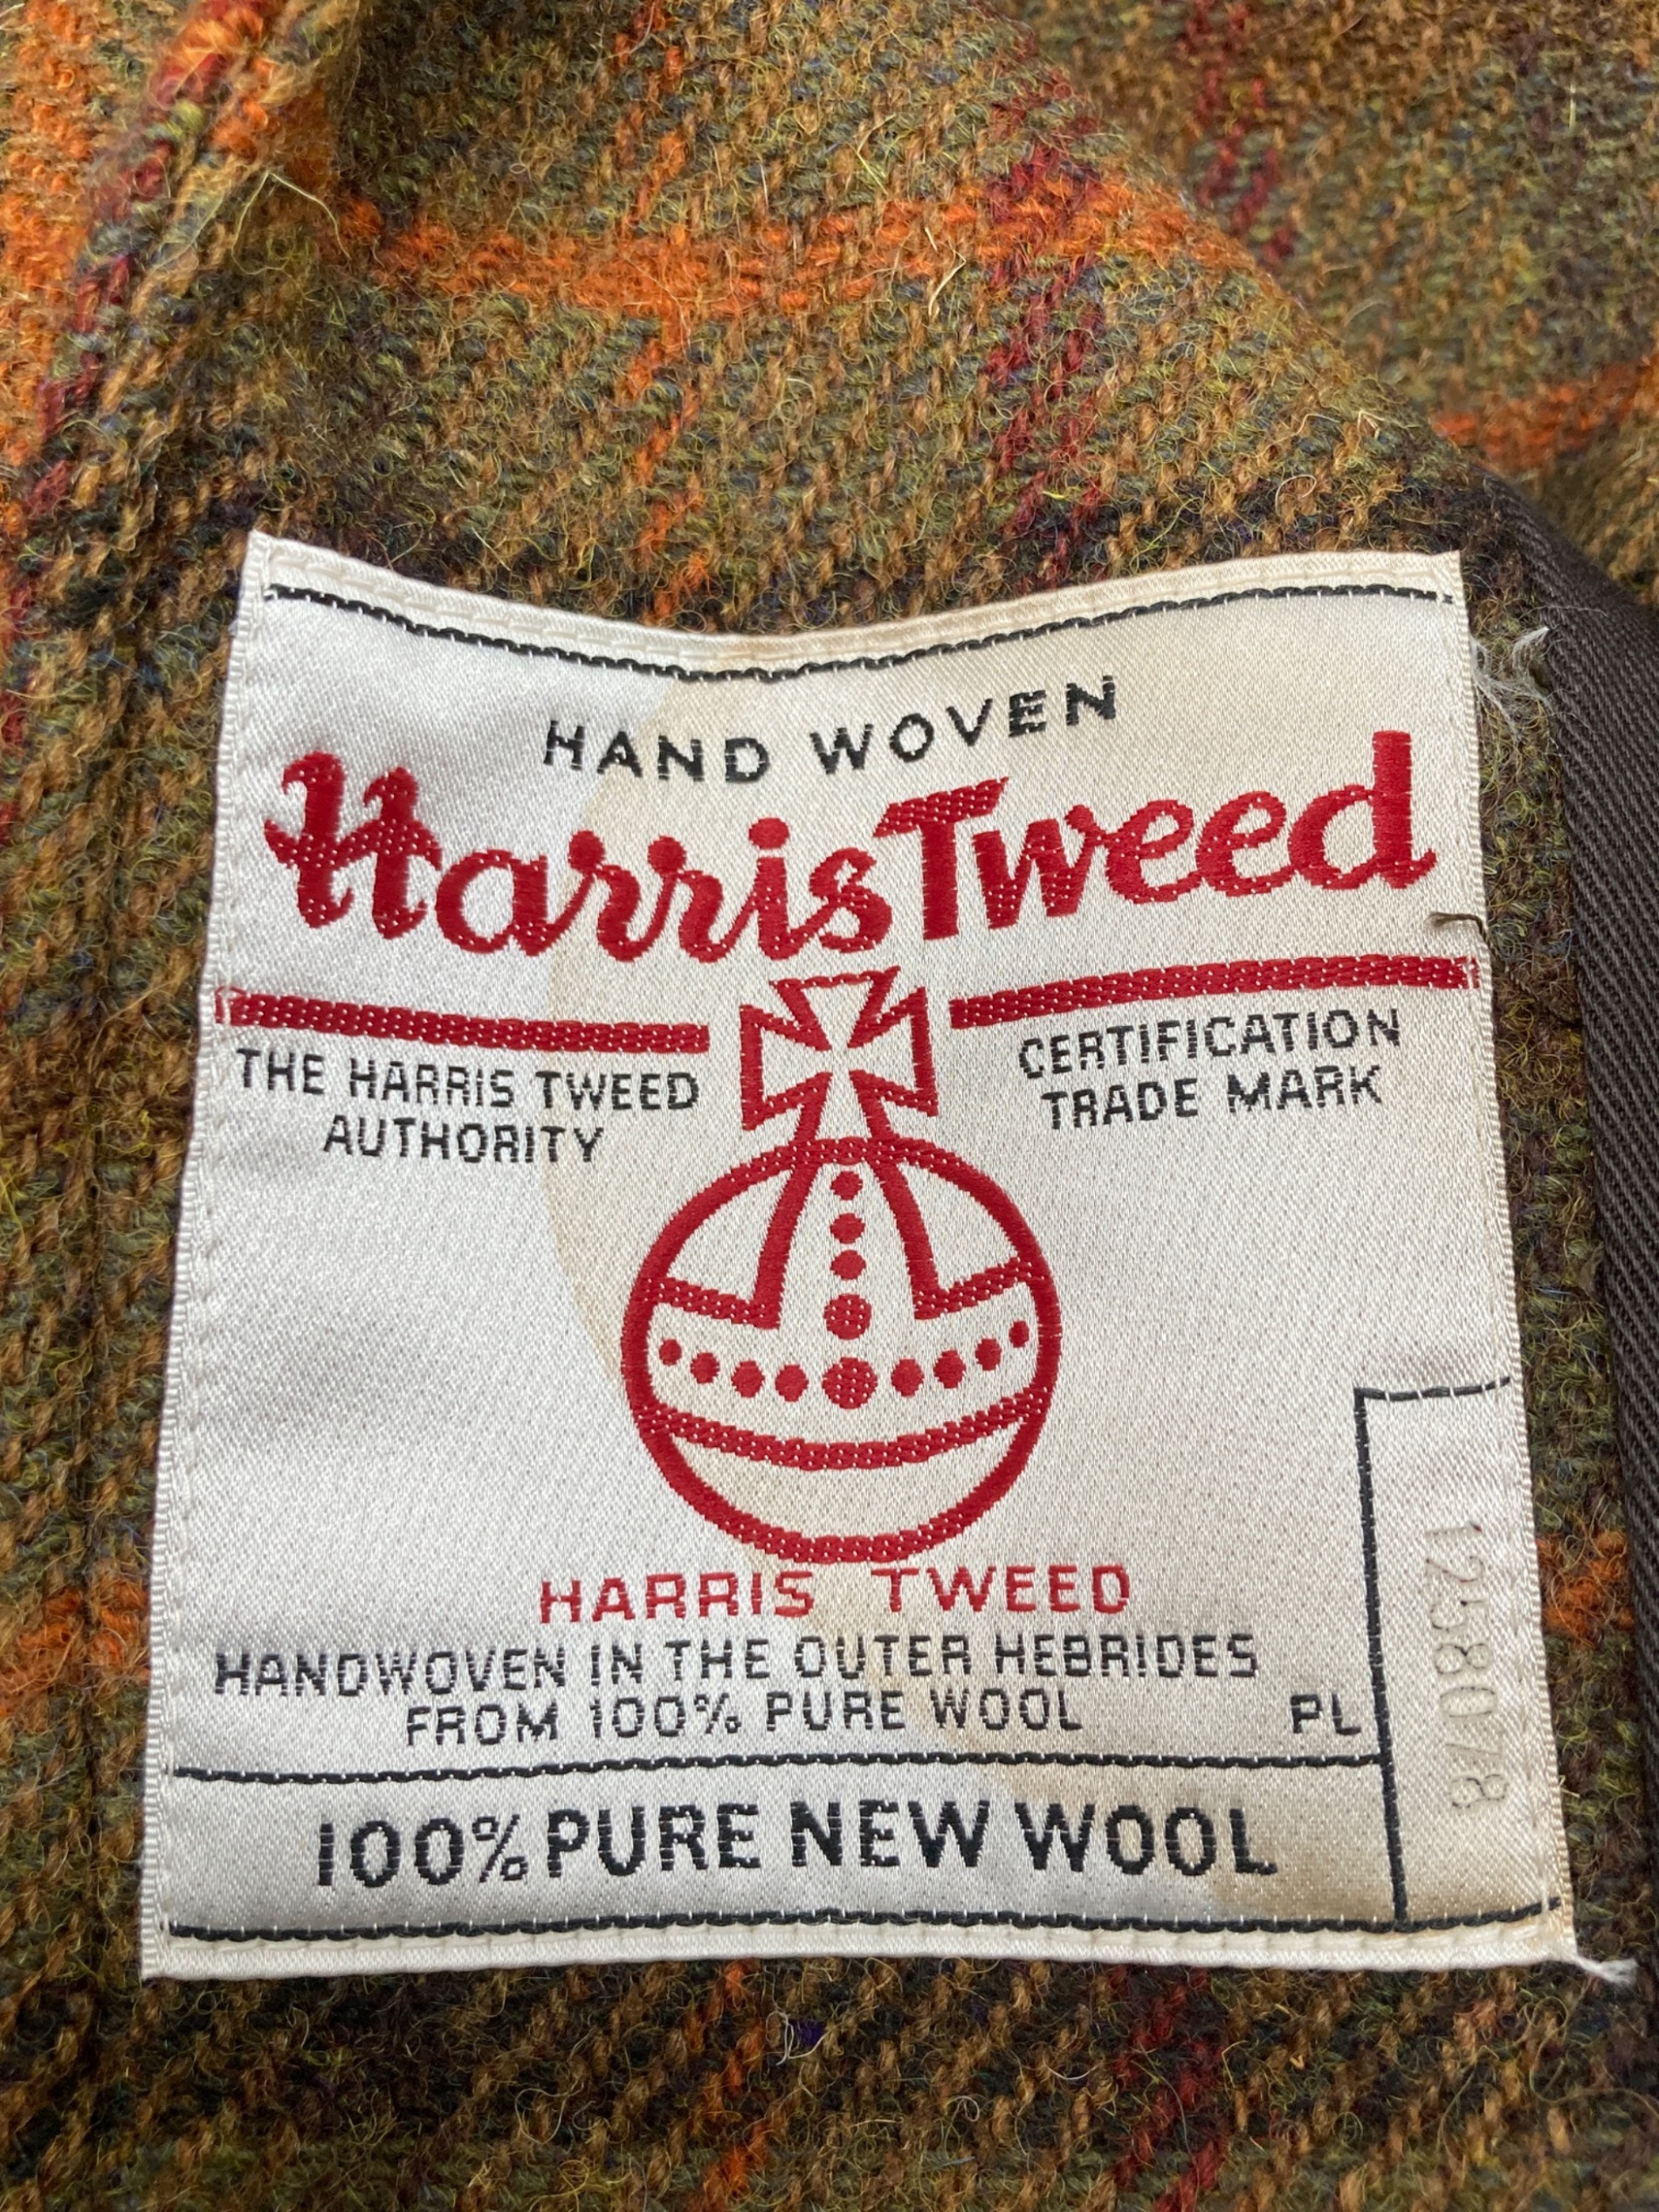 HAND WOVEN
Harris Tweed
THE HARRIS TWEED
AUTHORITY
CERTIFICATION
TRADE MARK
HARRIS TWEED
HANDWOVEN IN THE OUTER HEBRIDES
FROM 100% PURE WOOL
PL
100% PURE NEW WOOL
1258078